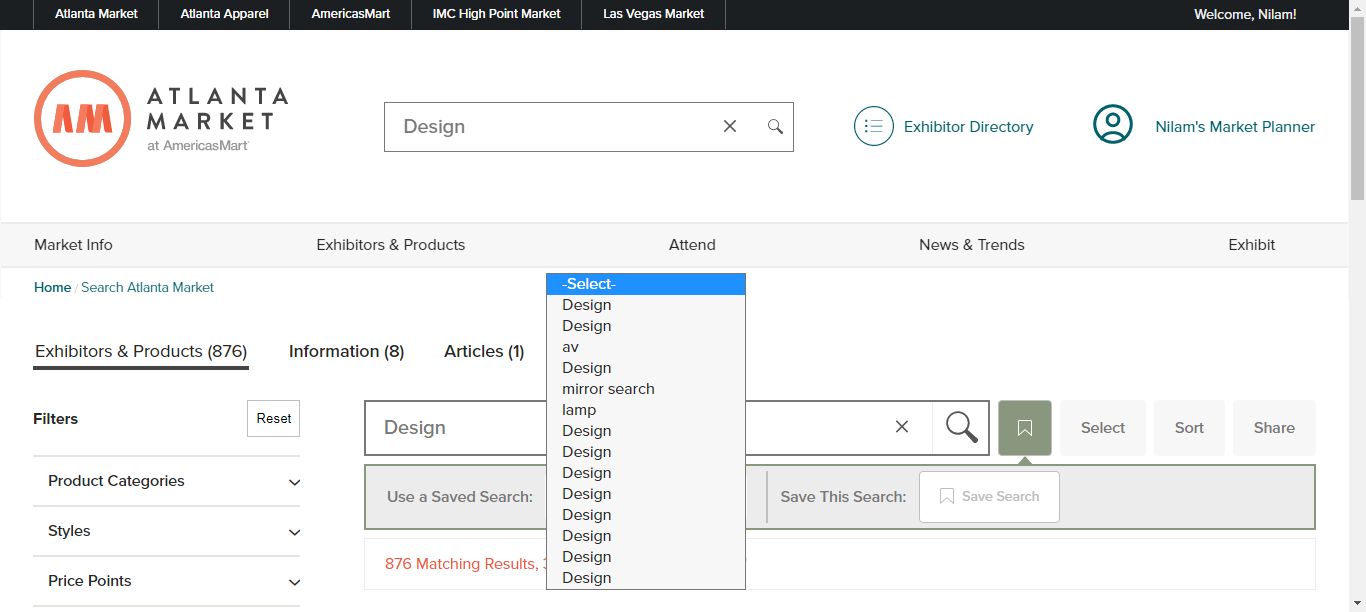 Atlanta Market Atlanta Apparel AmericasMart IMC High Point Market Las Vegas Market Welcome, Nilam!
ATLANTA
MARKET
at AmericasMart
AM
Design
Exhibitor Directory
Nilam's Market Planner
Market Info Exhibitors & Products Attend News & Trends Exhibit
Home / Search Atlanta Market
Exhibitors & Products (876) Information (8) Articles (1)
-Select-
Design
Design
av
Design
mirror search
lamp
Design
Design
Design
Design
Design
Design
Design
Design
Filters Reset
Product Categories
Styles
Price Points
Design
Select Sort Share
Use a Saved Search:
Save This Search: Save Search
876 Matching Results,